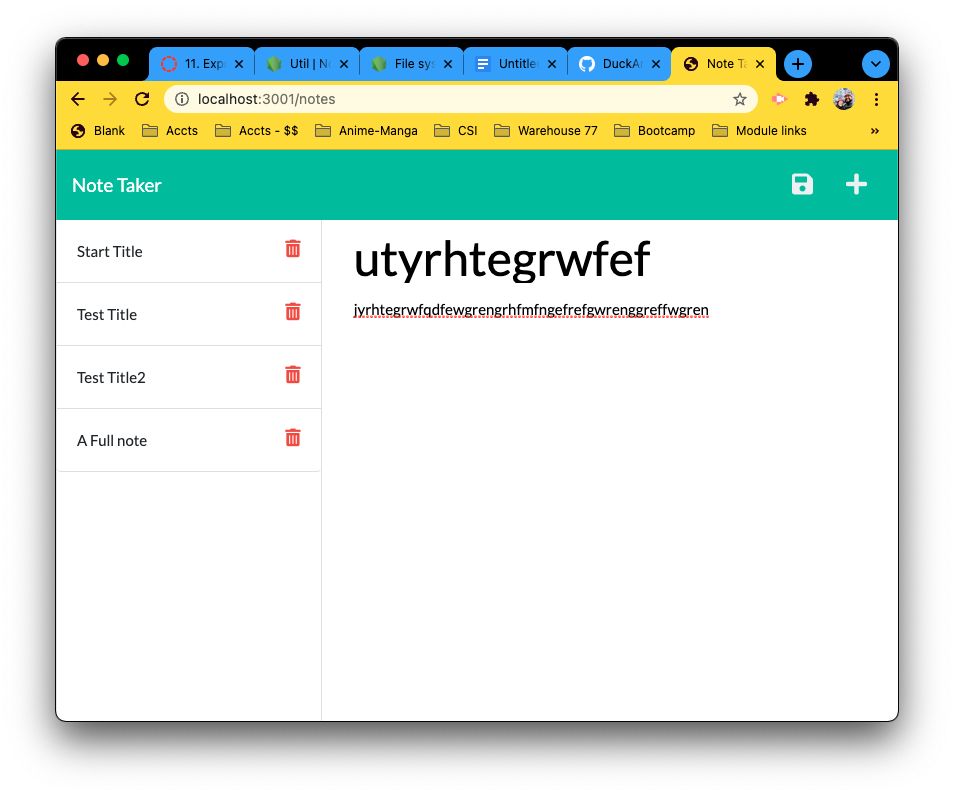 11. Exp
Util | N
File sys
Untitle
DuckA
Note Ta
localhost:3001/notes
Blank Accts Accts - $$ Anime-Manga CSI Warehouse 77 Bootcamp Module links »
Note Taker
Start Title
Test Title
Test Title2
A Full note
utyrhtegrwfef
jyrhtegrwfqdfewgrengrhfmfngefrefgwrenggreffwgren